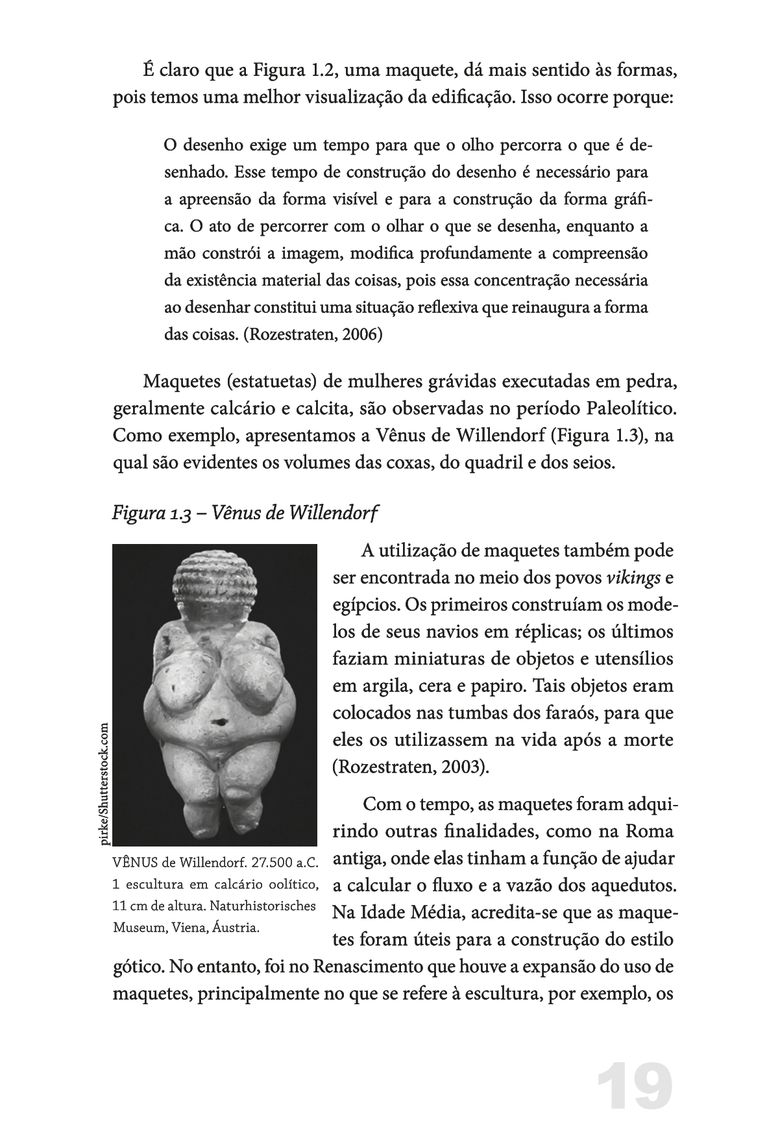 É claro que a Figura 1.2, uma maquete, dá mais sentido às formas,
pois temos uma melhor visualização da edificação. Isso ocorre porque:
O desenho exige um tempo para que o olho percorra o que é de-
senhado. Esse tempo de construção do desenho é necessário para
a apreensão da forma visível e para a construção da forma gráfi-
ca. O ato de percorrer com o olhar o que se desenha, enquanto a
mão constrói a imagem, modifica profundamente a compreensão
da existência material das coisas, pois essa concentração necessária
ao desenhar constitui uma situação reflexiva que reinaugura a forma
das coisas. (Rozestraten, 2006)
Maquetes (estatuetas) de mulheres grávidas executadas em pedra,
geralmente calcário e calcita, são observadas no período Paleolítico.
Como exemplo, apresentamos a Vênus de Willendorf (Figura 1.3), na
qual são evidentes os volumes das coxas, do quadril e dos seios.
Figura 1.3 – Vênus de Willendorf
pirke/Shutterstock.com
VÊNUS de Willendorf. 27.500 a.C.
1 escultura em calcário oolítico,
11 cm de altura. Naturhistorisches
Museum, Viena, Áustria.
A utilização de maquetes também pode
ser encontrada no meio dos povos vikings e
egípcios. Os primeiros construíam os mode-
los de seus navios em réplicas; os últimos
faziam miniaturas de objetos e utensílios
em argila, cera e papiro. Tais objetos eram
colocados nas tumbas dos faraós, para que
eles os utilizassem na vida após a morte
(Rozestraten, 2003).
Com o tempo, as maquetes foram adqui-
rindo outras finalidades, como na Roma
antiga, onde elas tinham a função de ajudar
a calcular o fluxo e a vazão dos aquedutos.
Na Idade Média, acredita-se que as maque-
tes foram úteis para a construção do estilo
gótico. No entanto, foi no Renascimento que houve a expansão do uso de
maquetes, principalmente no que se refere à escultura, por exemplo, os
19